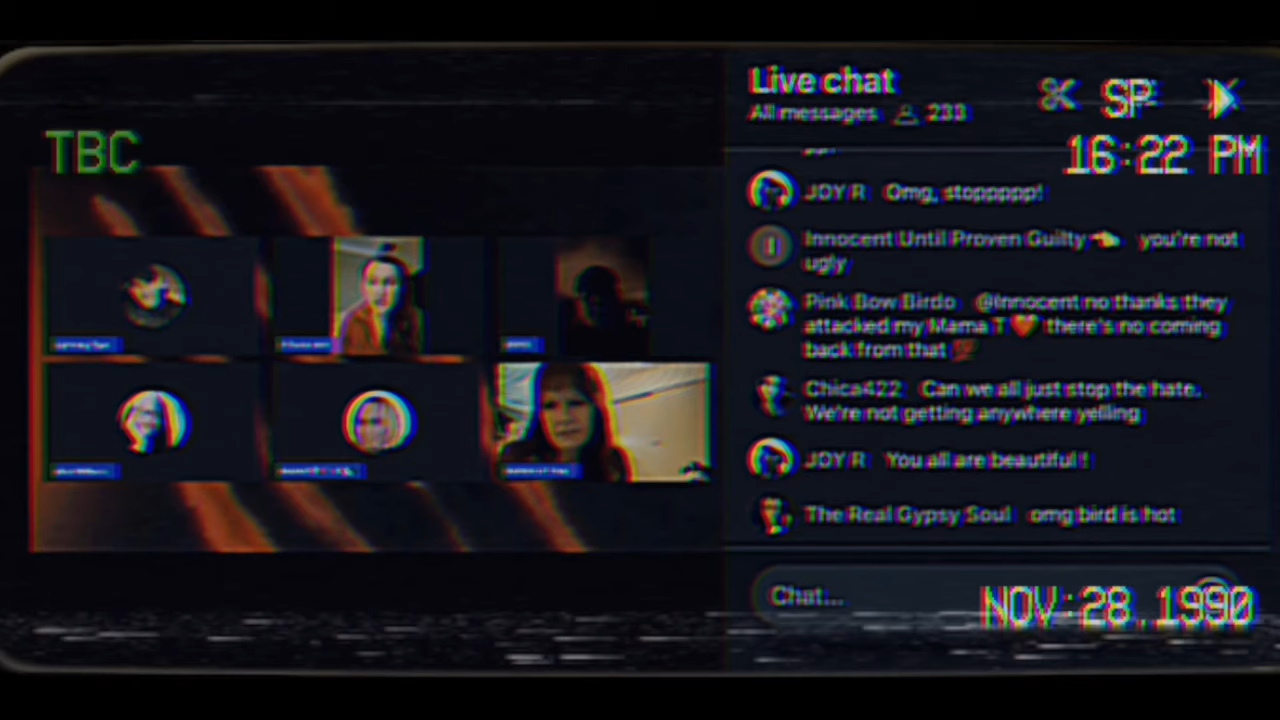 TBC
Live chat
SP
All messages 233
16:22 PM
JOY R Omg, stoppppp!
Innocent Until Proven Guilty you're not
ugly
Pink Bow Birdo @Innocent no thanks they
attacked my Mama T ❤️ there's no coming
back from that 💯
Chica422 Can we all just stop the hate.
We're not getting anywhere yelling
JOY R You all are beautiful !
The Real Gypsy Soul omg bird is hot
Chat...
NOV:28,1990